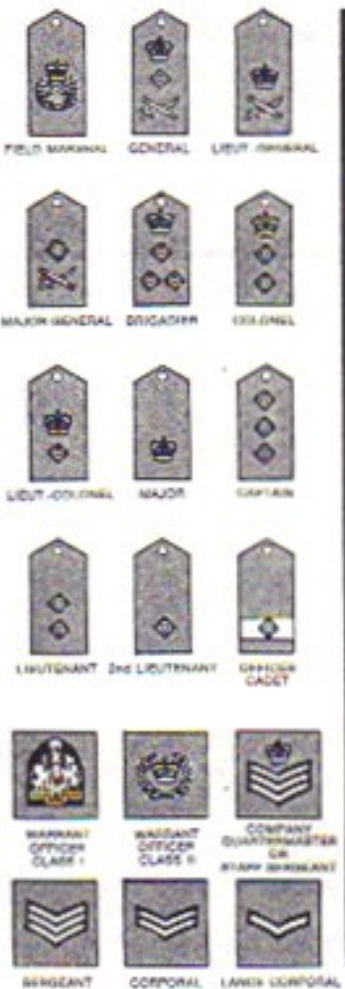 FIELD MARSHAL GENERAL LIEUT.-GENERAL
MAJOR-GENERAL BRIGADIER COLONEL
LIEUT.-COLONEL MAJOR CAPTAIN
LIEUTENANT 2nd LIEUTENANT OFFICER
CADET
WARRANT
OFFICER
CLASS I
WARRANT
OFFICER
CLASS II
COMPANY
QUARTERMASTER
OR
STAFF SERGEANT
SERGEANT CORPORAL LANCE CORPORAL